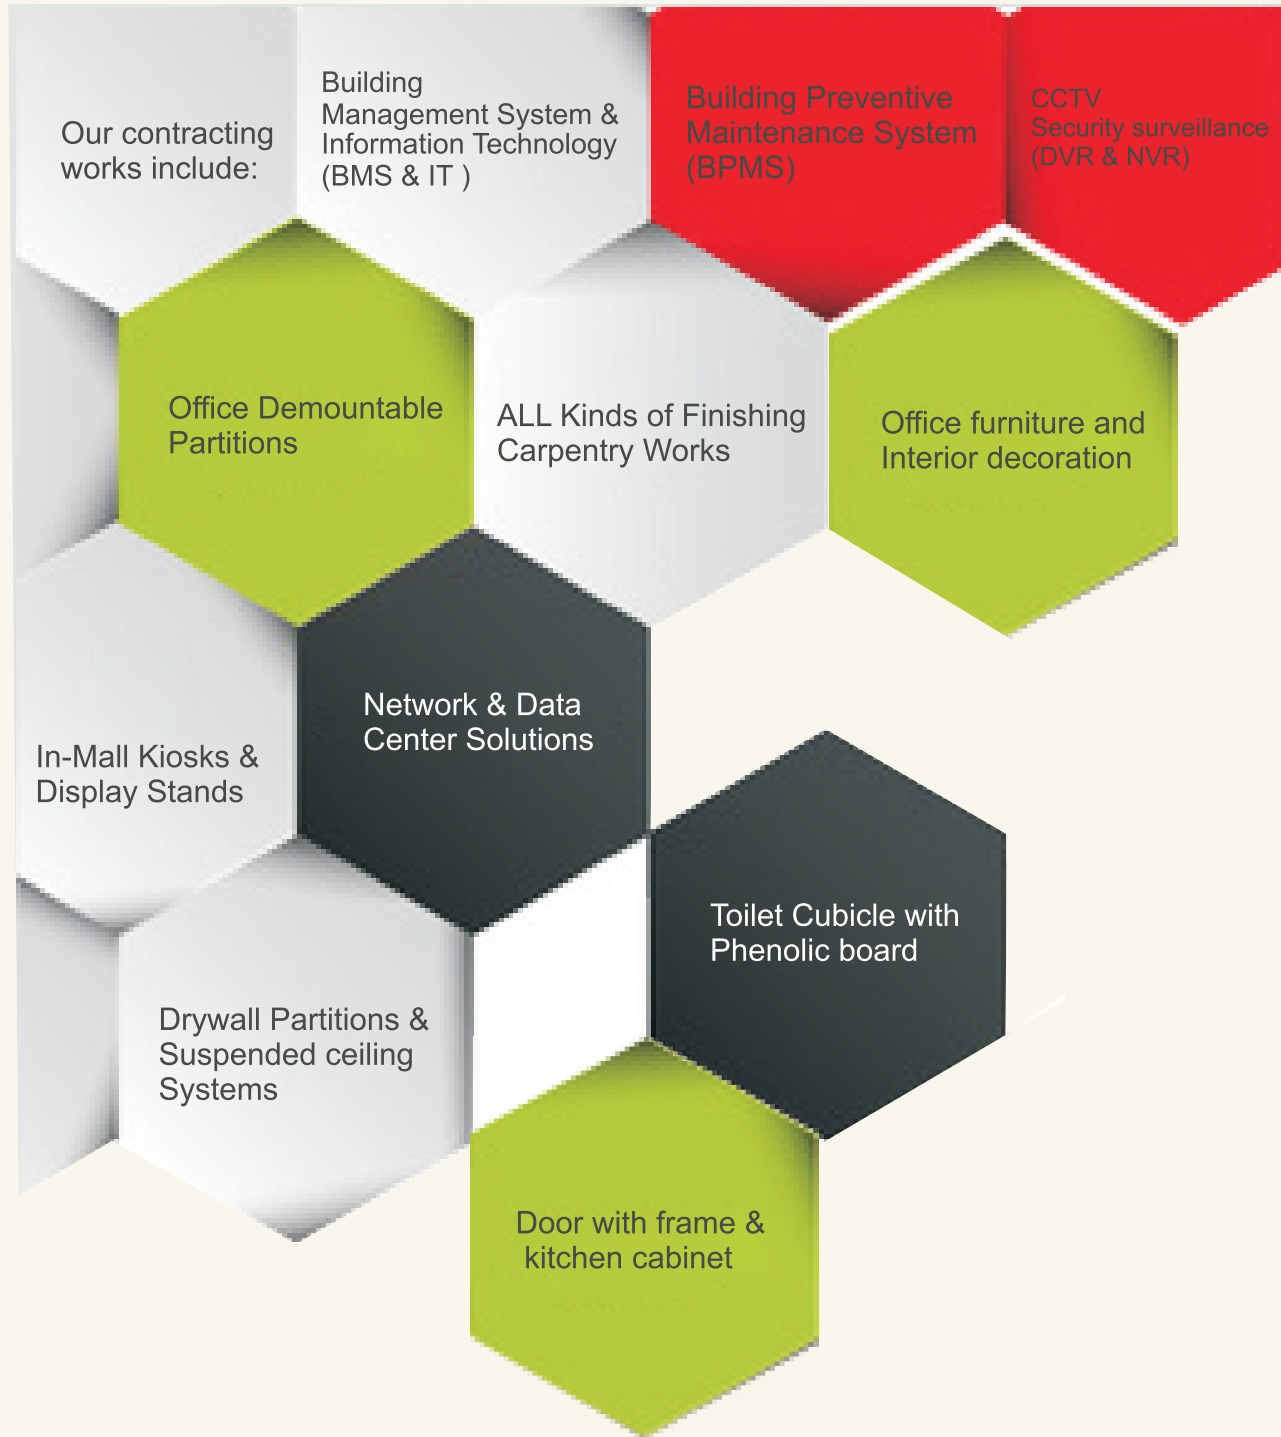 Our contracting
works include:
Building
Management System &
Information Technology
(BMS & IT )
Building Preventive
Maintenance System
(BPMS)
CCTV
Security surveillance
(DVR & NVR)
Office Demountable
Partitions
ALL Kinds of Finishing
Carpentry Works
Office furniture and
Interior decoration
In-Mall Kiosks &
Display Stands
Network & Data
Center Solutions
Toilet Cubicle with
Phenolic board
Drywall Partitions &
Suspended ceiling
Systems
Door with frame &
kitchen cabinet